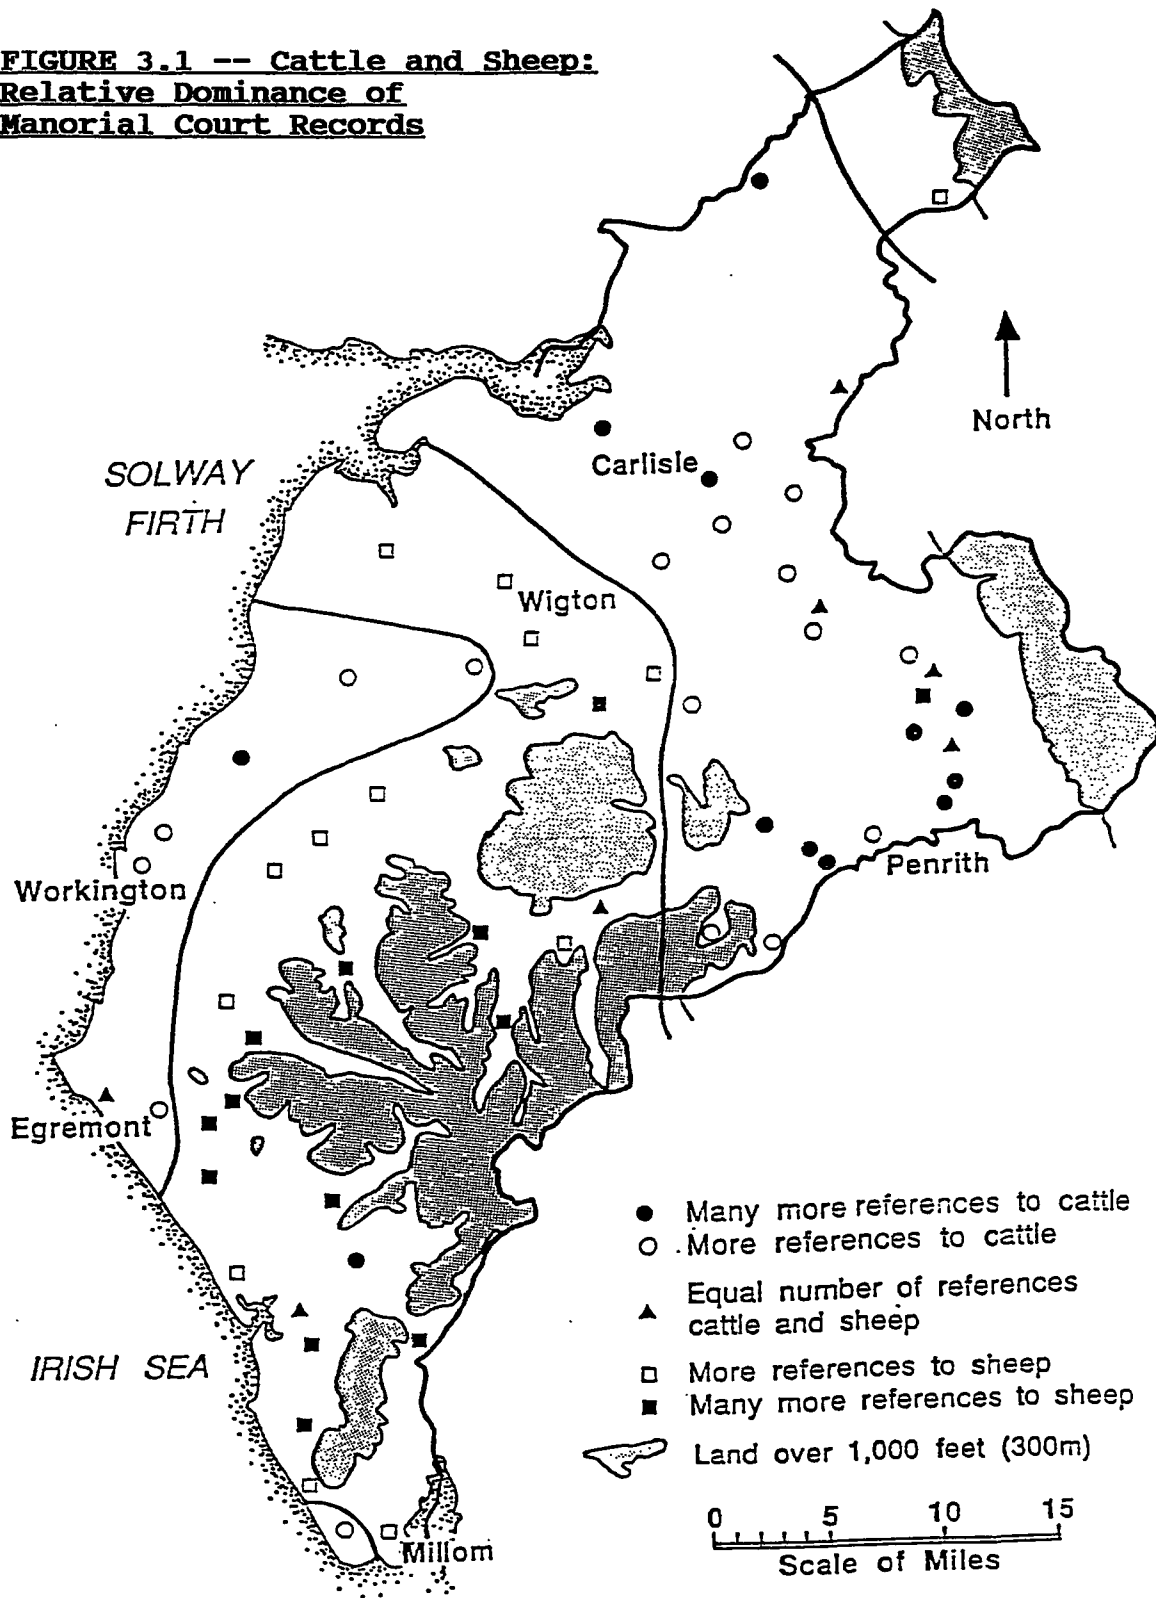 FIGURE 3.1 -- Cattle and Sheep:
Relative Dominance of
Manorial Court Records
North
SOLWAY
FIRTH
Carlisle
Wigton
Penrith
Workington
Egremont
IRISH SEA
Millom
Many more references to cattle
More references to cattle
Equal number of references
cattle and sheep
More references to sheep
Many more references to sheep
Land over 1,000 feet (300m)
0 5 10 15
Scale of Miles